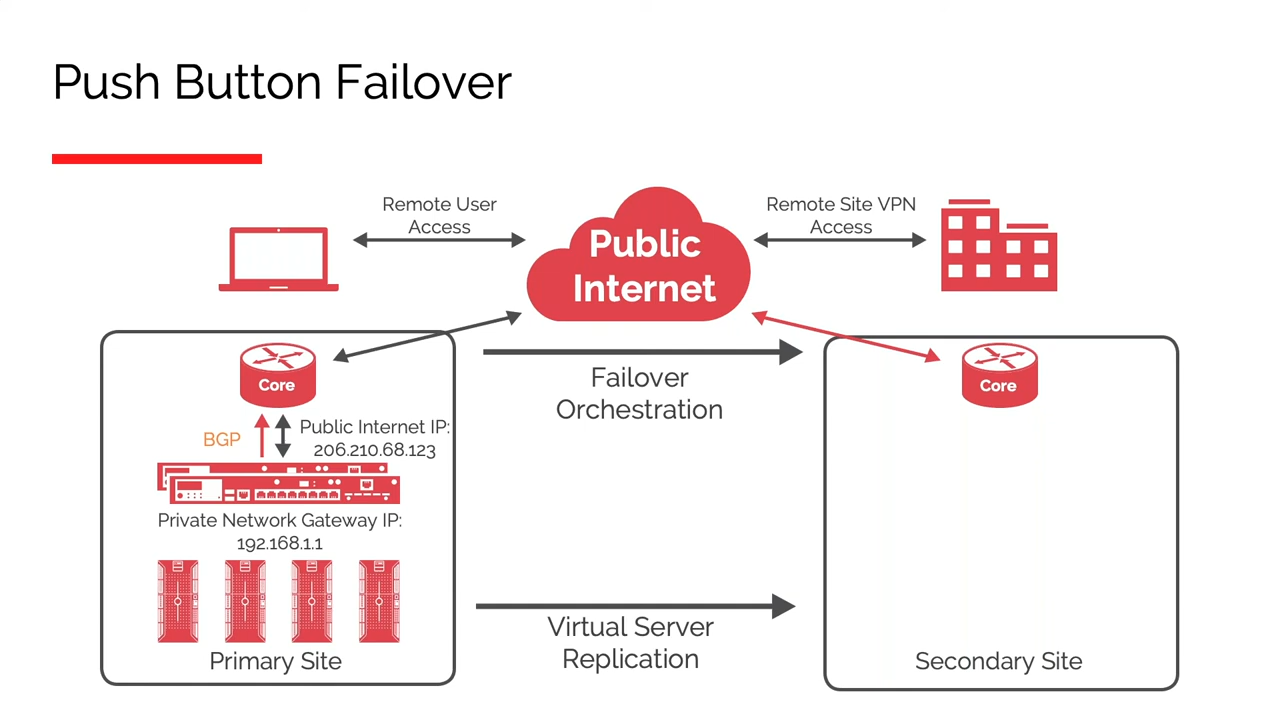 Push Button Failover
Remote User
Access
Public
Internet
Remote Site VPN
Access
Core
BGP
Public Internet IP:
206.210.68.123
Private Network Gateway IP:
192.168.1.1
Primary Site
Failover
Orchestration
Virtual Server
Replication
Core
Secondary Site